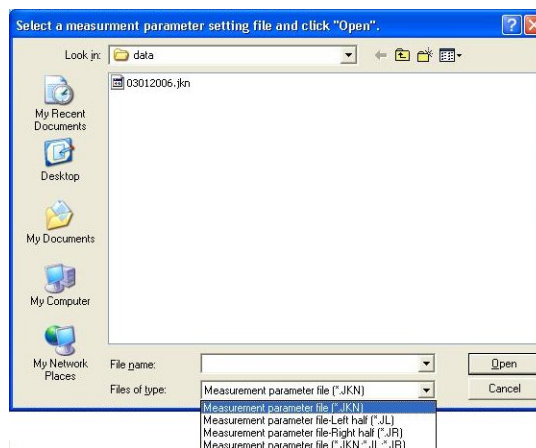 Select a measurment parameter setting file and click "Open".
Look in:
data
03012006.jkn
My Recent
Documents
Desktop
My Documents
My Computer
My Network
Places
File name:
Open
Files of type:
Measurement parameter file (*.JKN)
Cancel
Measurement parameter file (*.JKN)
Measurement parameter file-Left half (*.JL)
Measurement parameter file-Right half (*.JR)
Measurement parameter file (*.JKN;*.JL;*.JR)